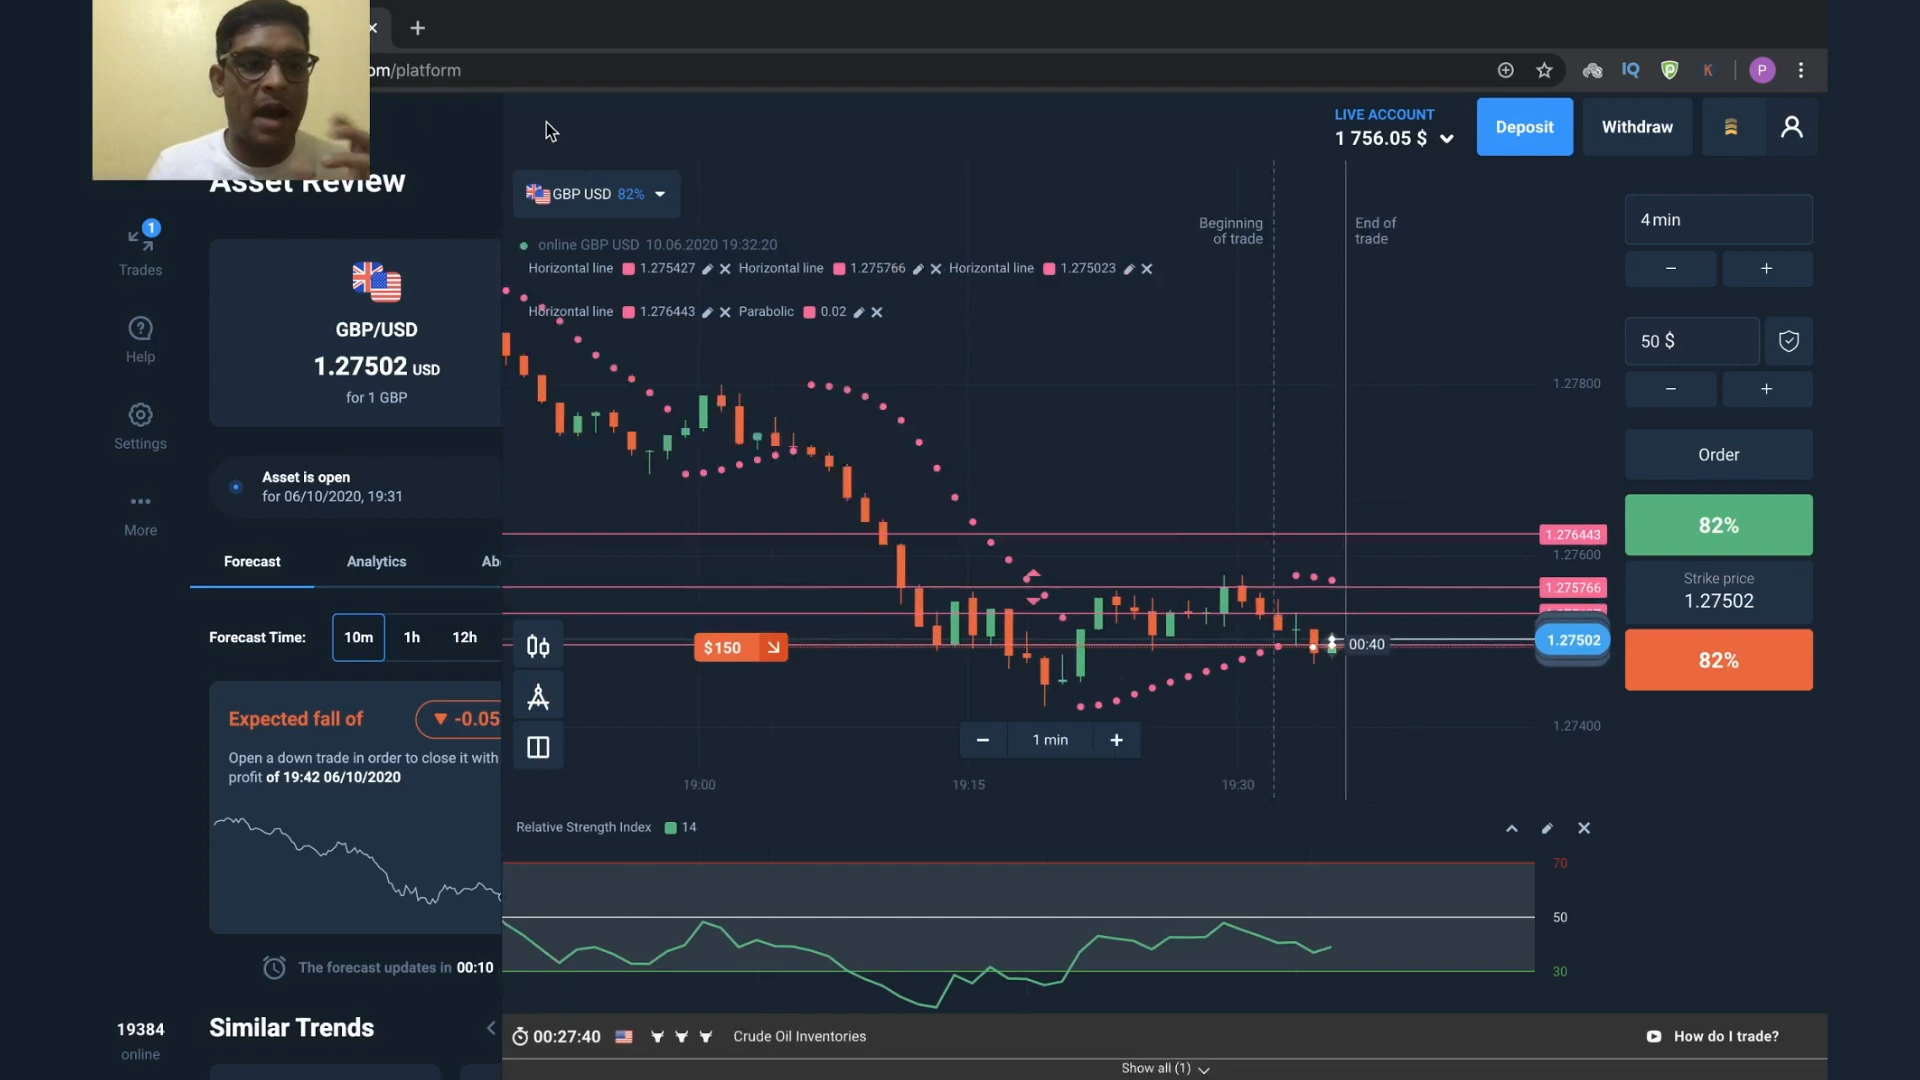 om/platform
IQ
K
P
LIVE ACCOUNT
1 756.05 $
Deposit
Withdraw
Asset Review
GBP USD 82%
Beginning
of trade
End of
trade
4 min
1
Trades
online GBP USD 10.06.2020 19:32:20
Horizontal line 1.275427 Horizontal line 1.275766 Horizontal line 1.275023
− +
Horizontal line 1.276443 Parabolic 0.02
GBP/USD
1.27502 USD
for 1 GBP
Help
50 $
− +
1.27800
Settings
Order
Asset is open
for 06/10/2020, 19:31
More
82%
1.276443
1.27600
Forecast Analytics Ab
1.275766
Strike price
1.27502
Forecast Time: 10m 1h 12h
$150
00:40
1.27502
82%
Expected fall of -0.05
Open a down trade in order to close it with
profit of 19:42 06/10/2020
− 1 min +
1.27400
19:00 19:15 19:30
Relative Strength Index 14
70
50
30
The forecast updates in 00:10
19384
online
Similar Trends
00:27:40 Crude Oil Inventories
How do I trade?
Show all (1)